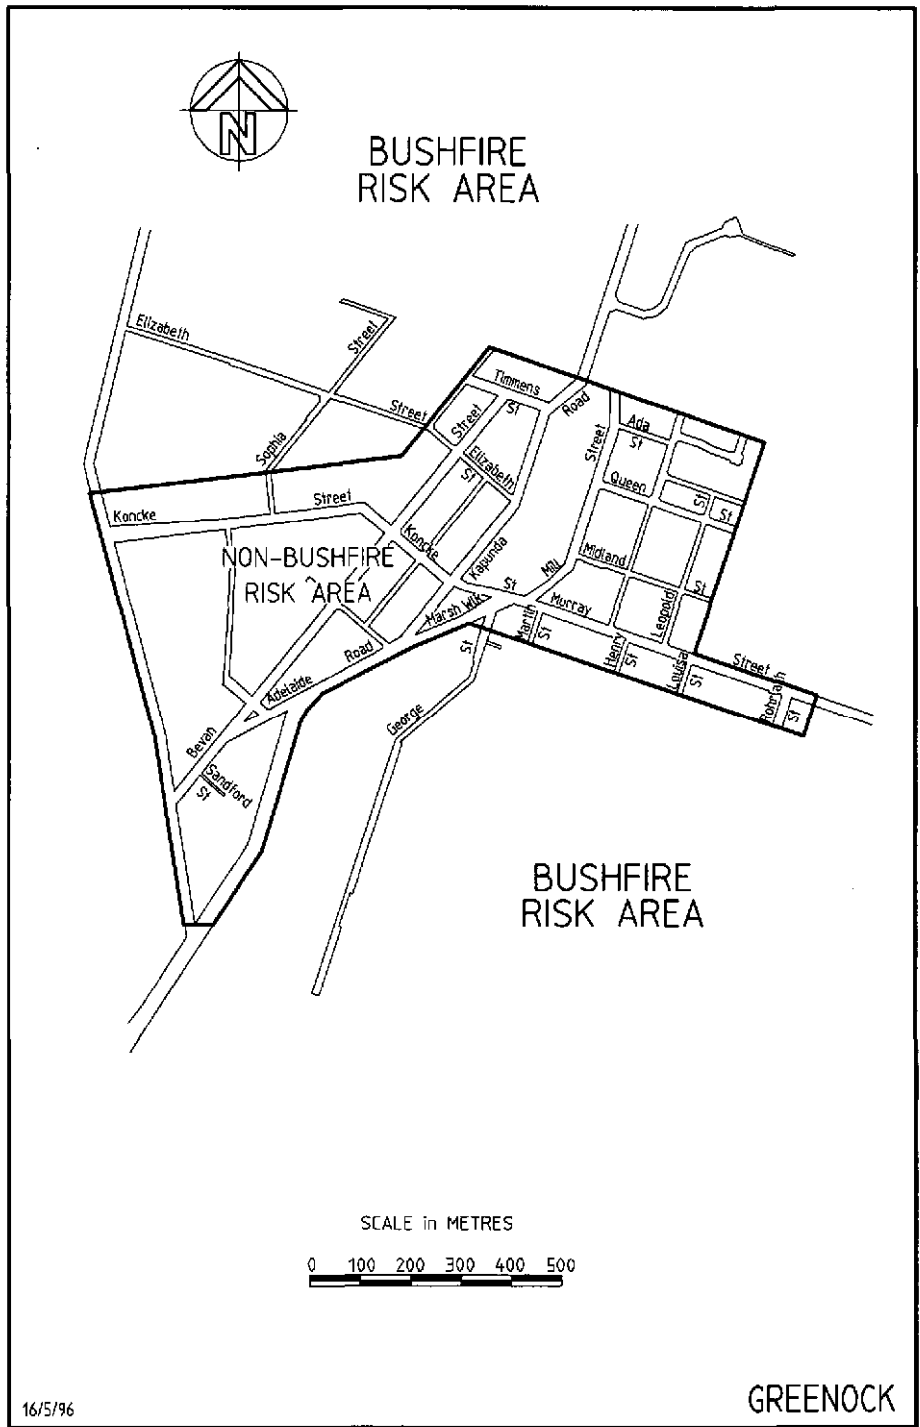 N
BUSHFIRE
RISK AREA
Elizabeth
Street
Street
Sophia
Timmens
St
Road
Street
Elizabeth
St
Street
Ada
St
Queen
St
St
Koncke
Street
Koncke
Kapunda
NON-BUSHFIRE
RISK AREA
Mill
Midland
St
St
Murray
Marsh Wlk
Martin
St
Henry
St
Leopold
Louisa
St
Street
Rohrlach
St
Road
Adelaide
St
George
Bevan
Sandford
St
BUSHFIRE
RISK AREA
SCALE in METRES
0 100 200 300 400 500
16/5/96
GREENOCK